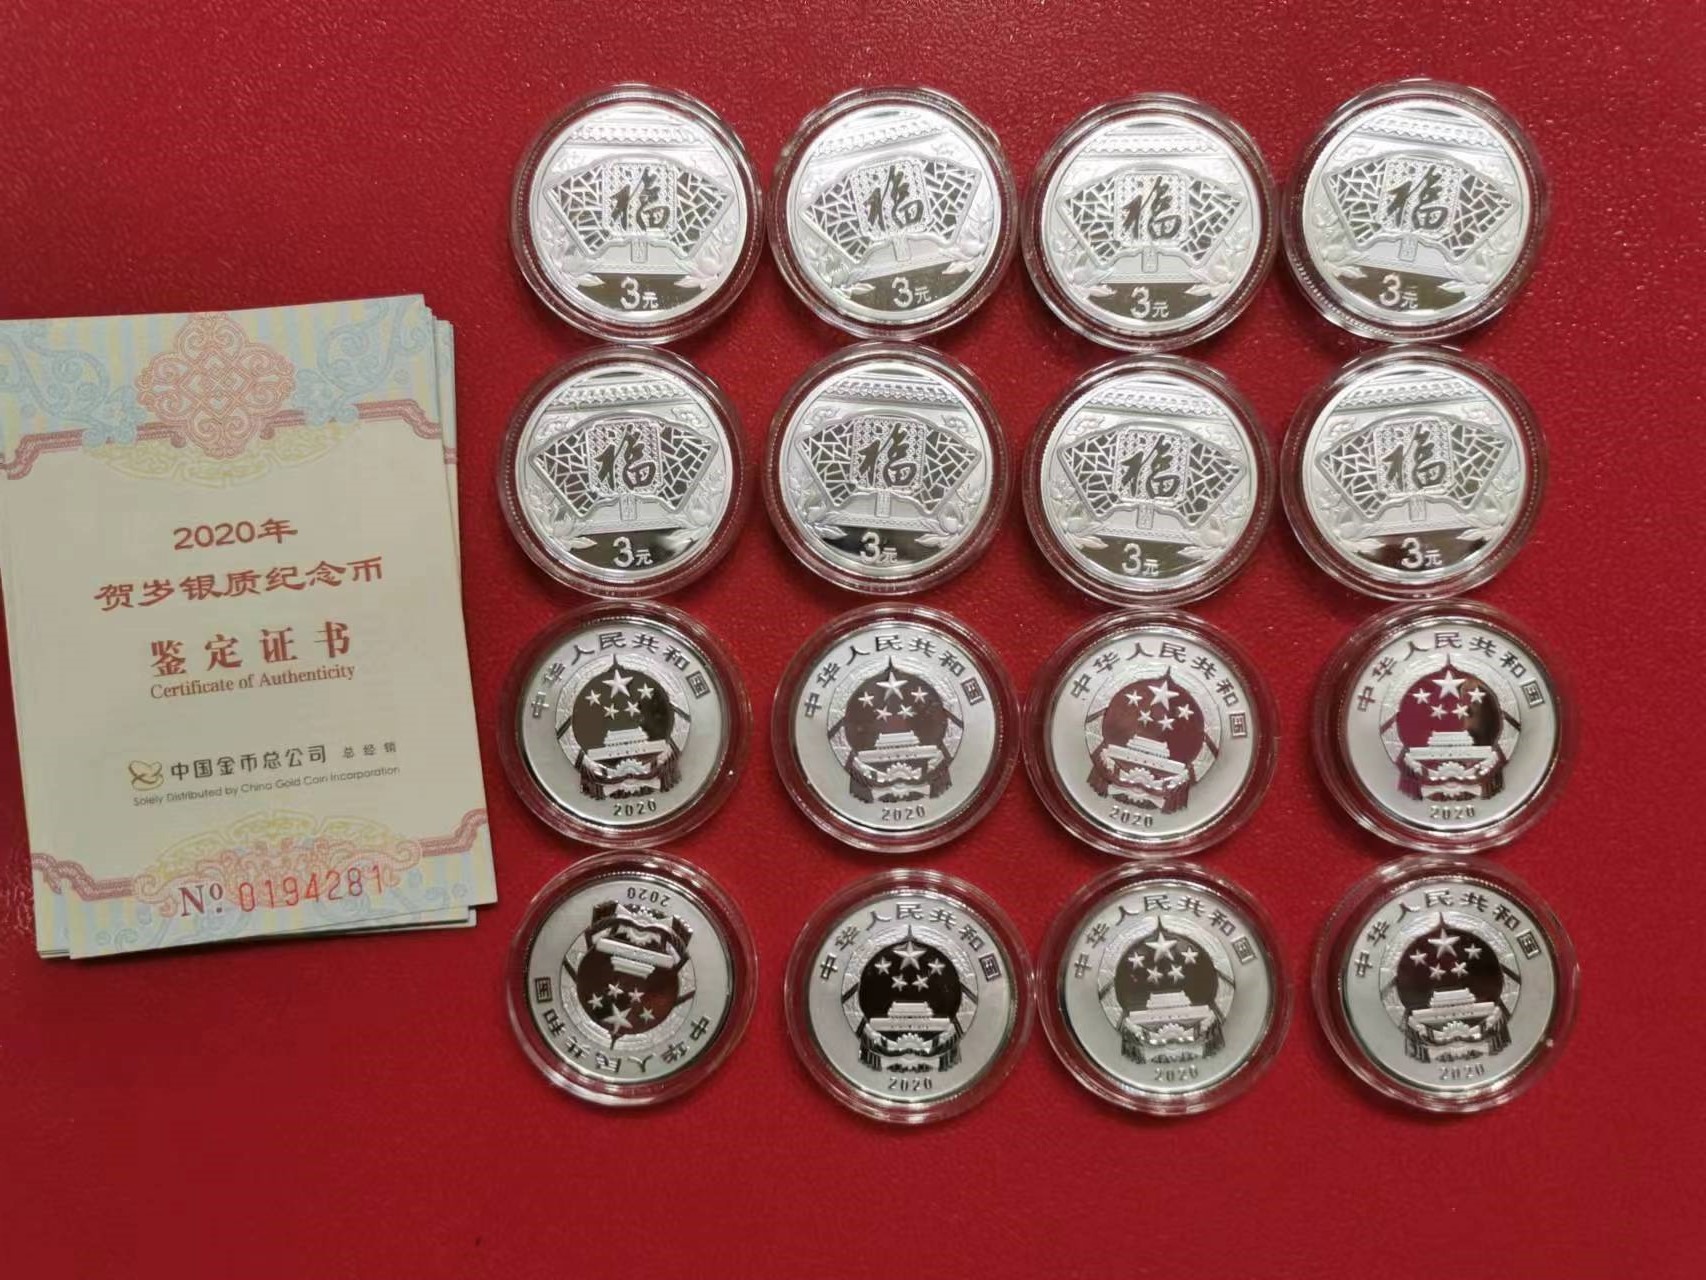 2020年
贺岁银质纪念币
鉴定证书
Certificate of Authenticity
中国金币总公司 总经销
Solely Distributed by China Gold Coin Incorporation
Nº 0194281
福
3元
福
3元
福
3元
福
3元
福
3元
福
3元
福
3元
福
3元
中华人民共和国
2020
中华人民共和国
2020
中华人民共和国
2020
中华人民共和国
2020
中华人民共和国
2020
中华人民共和国
2020
中华人民共和国
2020
中华人民共和国
2020